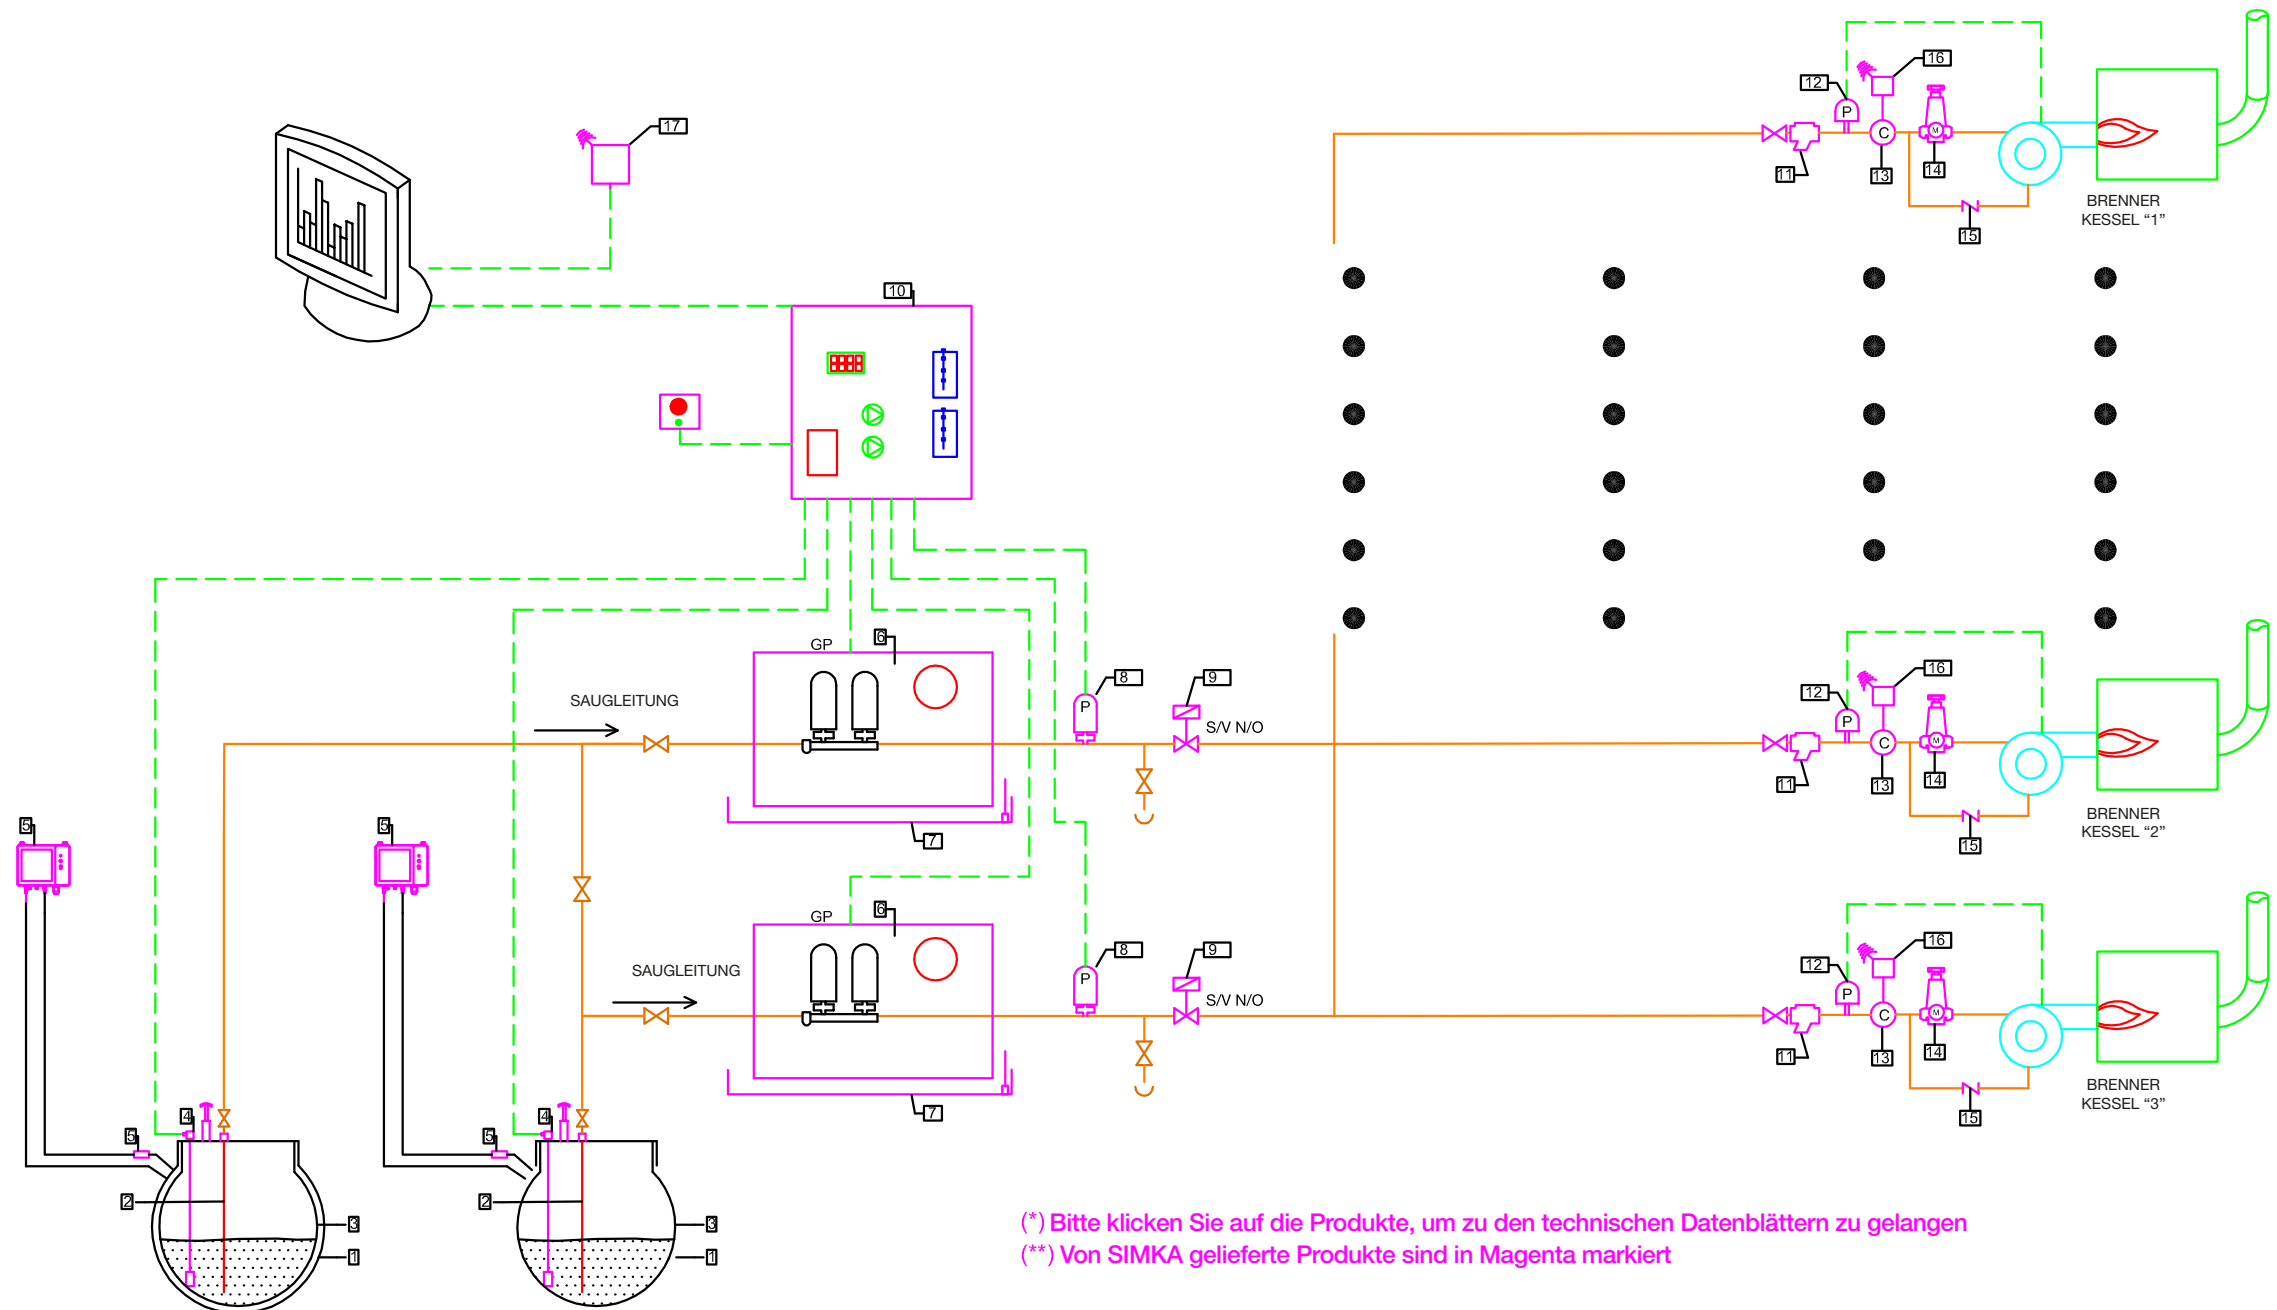 16
12
P
C
M
11
13
14
15
BRENNER
KESSEL “1”
17
10
GP
6
SAUGLEITUNG
8
P
9
S/V N/O
7
16
12
P
C
M
11
13
14
15
BRENNER
KESSEL “2”
5
5
GP
6
SAUGLEITUNG
8
P
9
S/V N/O
7
16
12
P
C
M
11
13
14
15
BRENNER
KESSEL “3”
4
5
2
3
1
4
5
2
3
1
(*) Bitte klicken Sie auf die Produkte, um zu den technischen Datenblättern zu gelangen
(**) Von SIMKA gelieferte Produkte sind in Magenta markiert